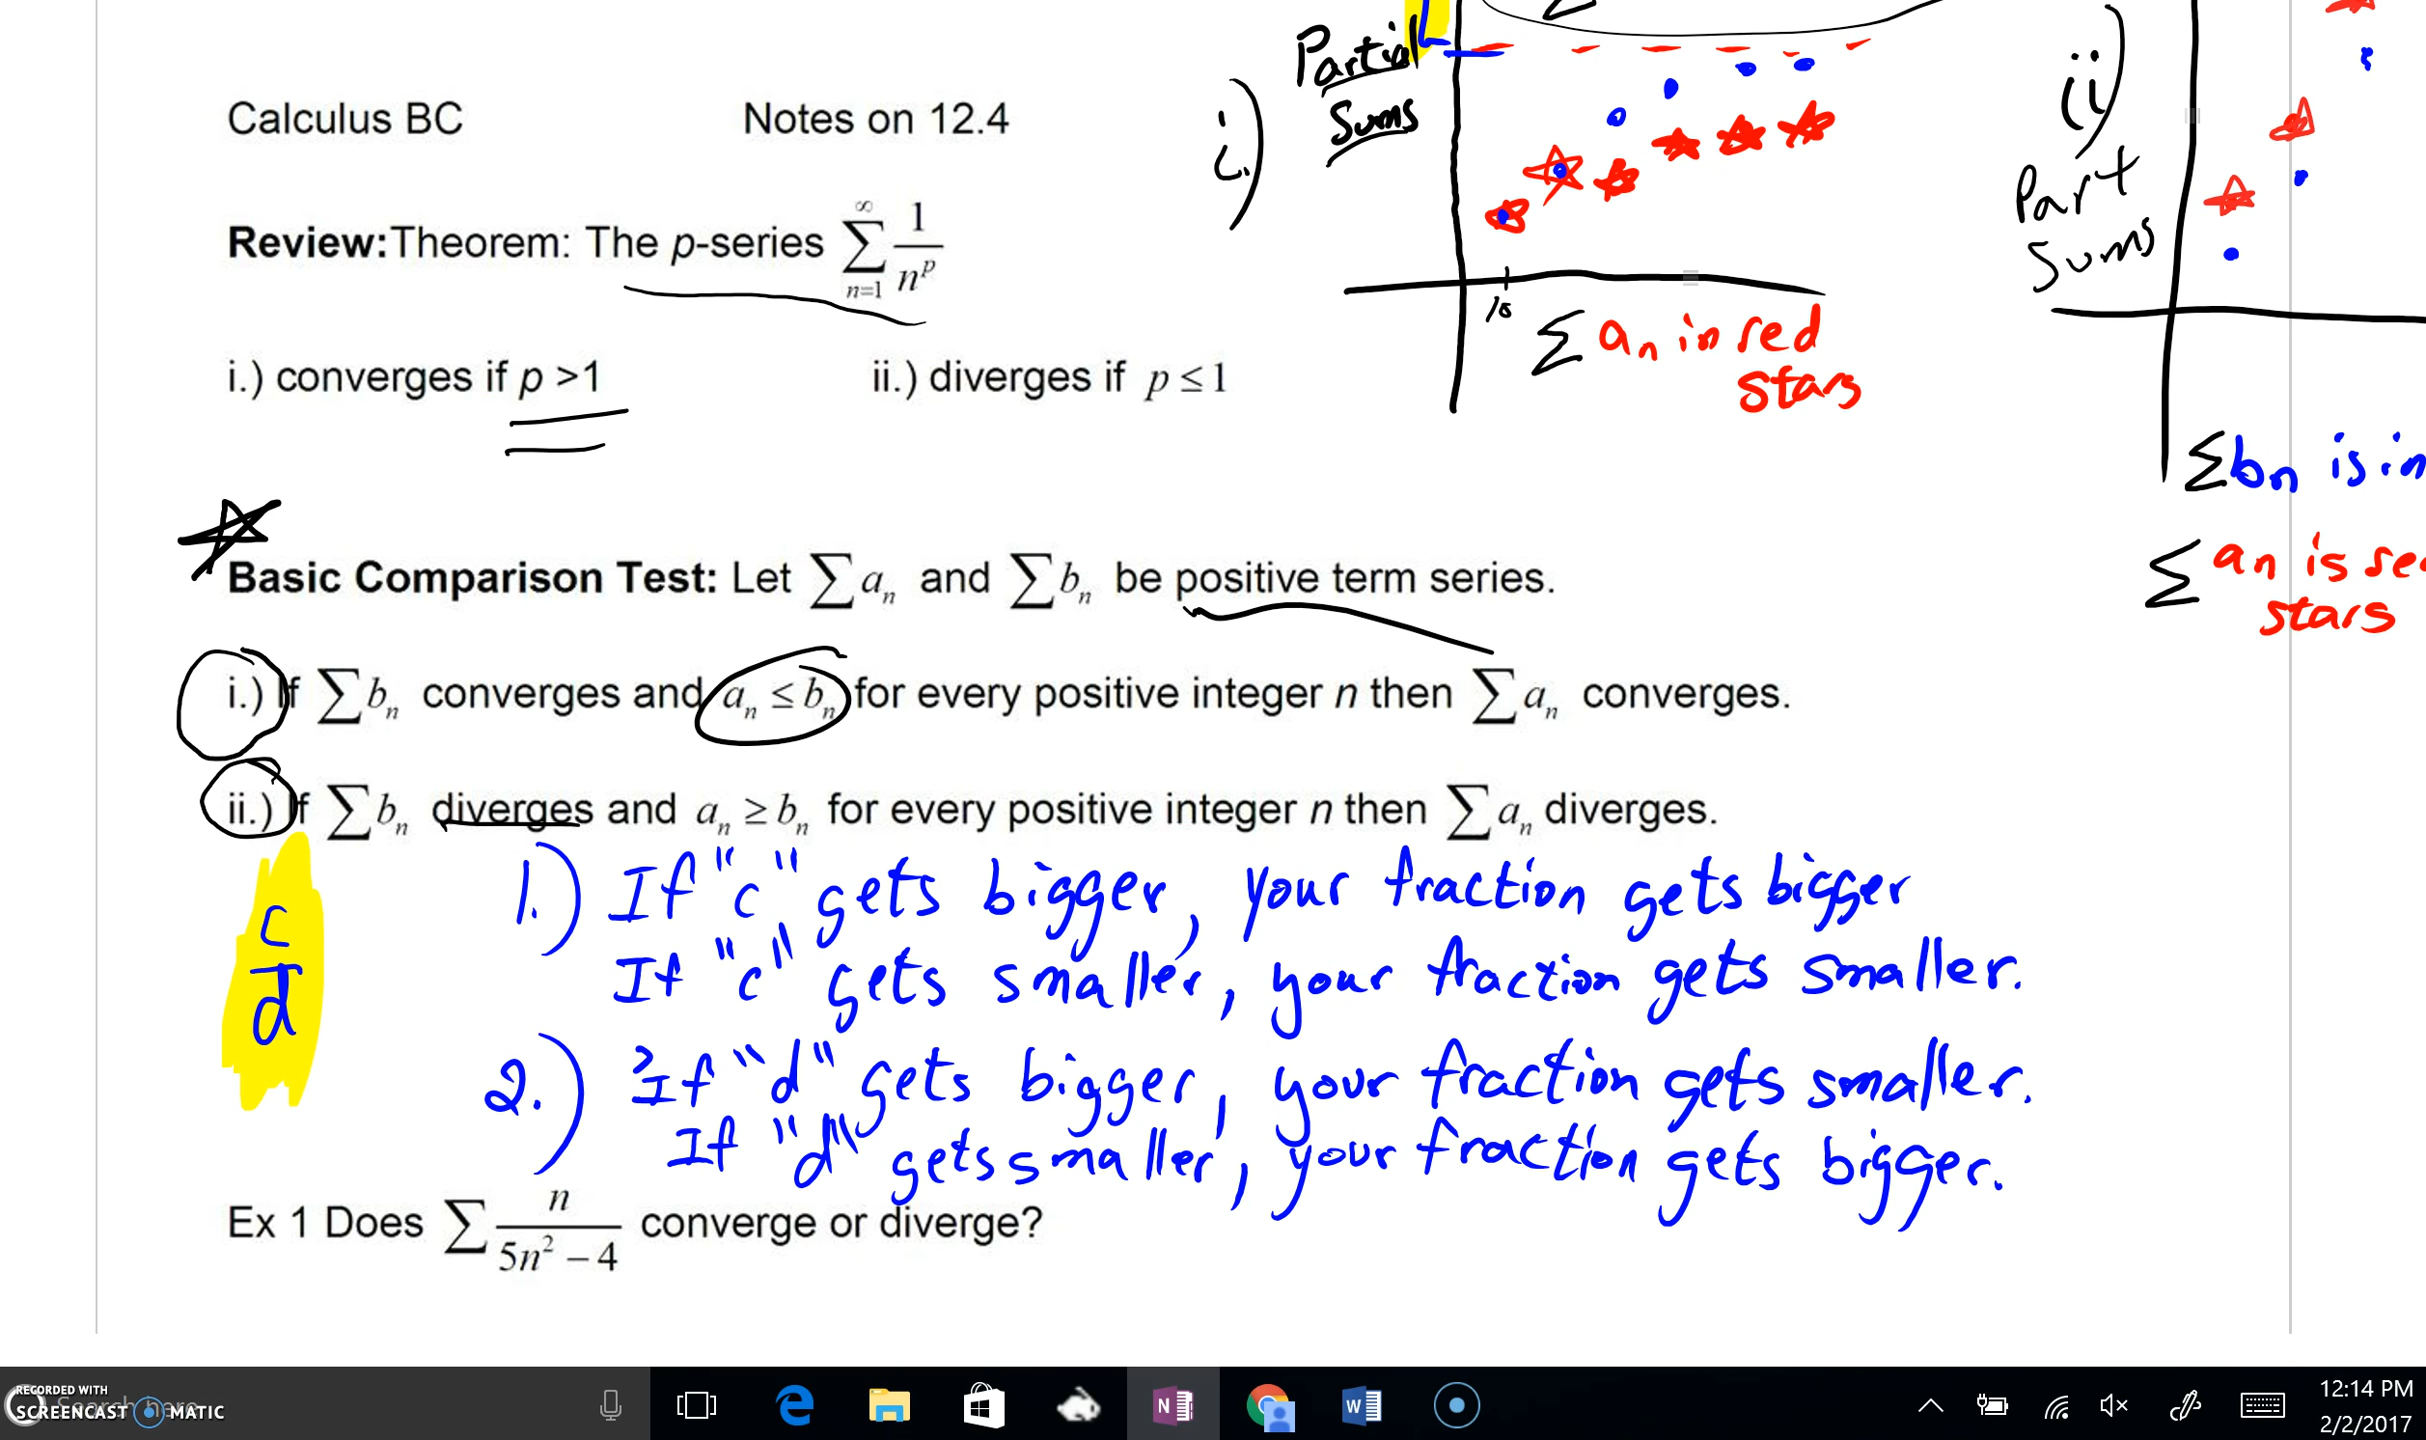 Calculus BC
Notes on 12.4
Review:Theorem: The p-series ∑ n=1 ∞ 1/n^p
i.) converges if p >1
ii.) diverges if p ≤ 1
i.)
Partial
Sums
∑ an in red
stars
ii)
Part
Sums
∑bn is in
∑ an is
stars
Basic Comparison Test: Let ∑ a_n and ∑ b_n be positive term series.
i.) If ∑ b_n converges and a_n ≤ b_n for every positive integer n then ∑ a_n converges.
ii.) If ∑ b_n diverges and a_n ≥ b_n for every positive integer n then ∑ a_n diverges.
c/d
1.) If "c" gets bigger, your fraction gets bigger
If "c" gets smaller, your fraction gets smaller.
2.) If "d" gets bigger, your fraction gets smaller.
If "d" gets smaller, your fraction gets bigger.
Ex 1 Does ∑ n/(5n² − 4) converge or diverge?
RECORDED WITH
SCREENCAST MATIC
12:14 PM
2/2/2017